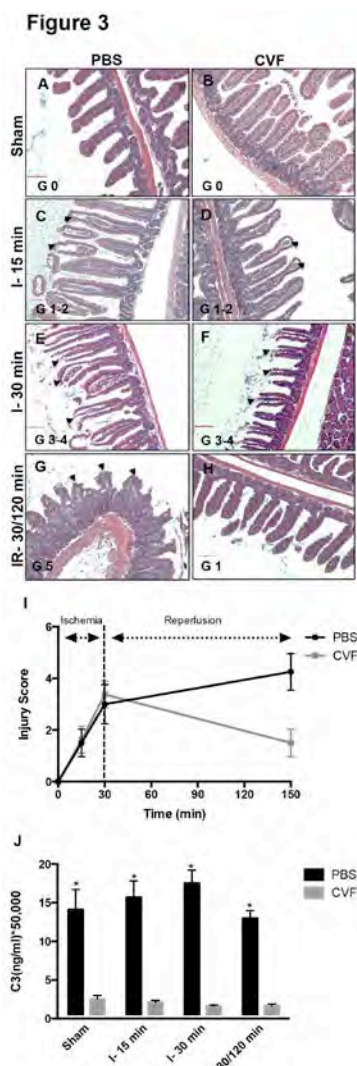 Figure 3
PBS CVF
Sham
A
G 0
B
G 0
I- 15 min
C
G 1-2
D
G 1-2
I- 30 min
E
G 3-4
F
G 3-4
IR- 30/120 min
G
G 5
H
G 1
I
Ischemia Reperfusion
PBS
CVF
Injury Score
6
4
2
0
0 30 60 90 120 150
Time (min)
J
PBS
CVF
C3(ng/ml)*50,000
20
15
10
5
0
* * * *
Sham
I- 15 min
I- 30 min
30/120 min